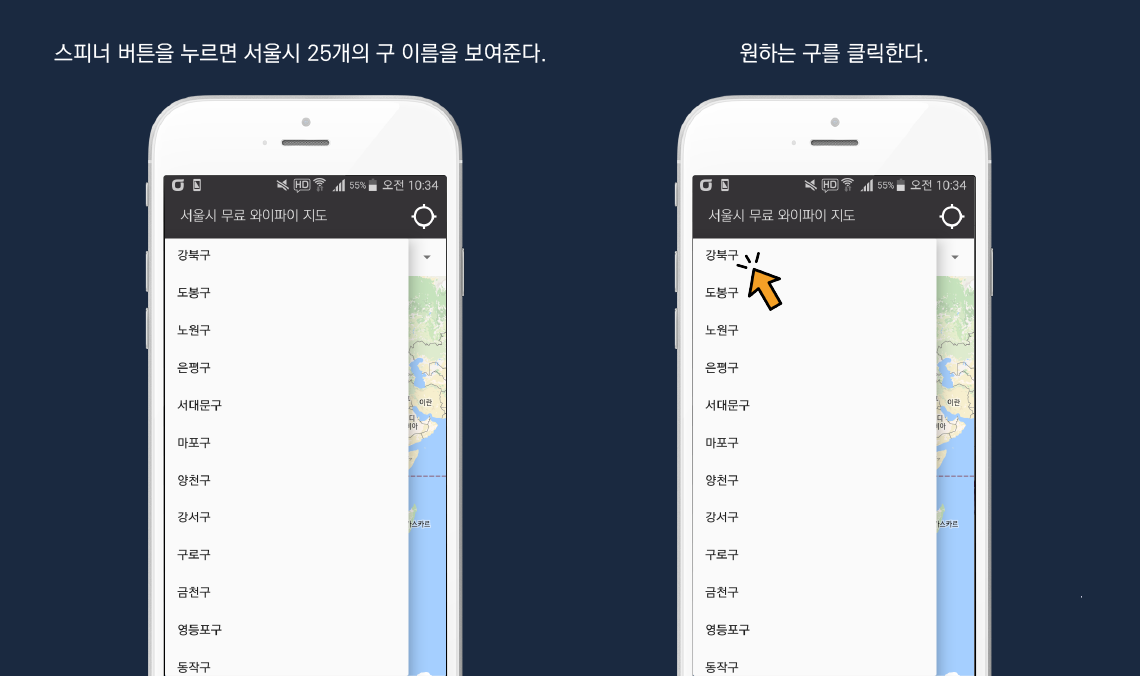 스피너 버튼을 누르면 서울시 25개의 구 이름을 보여준다.
HD 55% 오전 10:34
서울시 무료 와이파이 지도
강북구
도봉구
노원구
은평구
서대문구
이란
마포구
양천구
강서구
가스카르
구로구
금천구
영등포구
동작구
원하는 구를 클릭한다.
HD 55% 오전 10:34
서울시 무료 와이파이 지도
강북구
도봉구
노원구
은평구
서대문구
이란
마포구
양천구
강서구
가스카르
구로구
금천구
영등포구
동작구